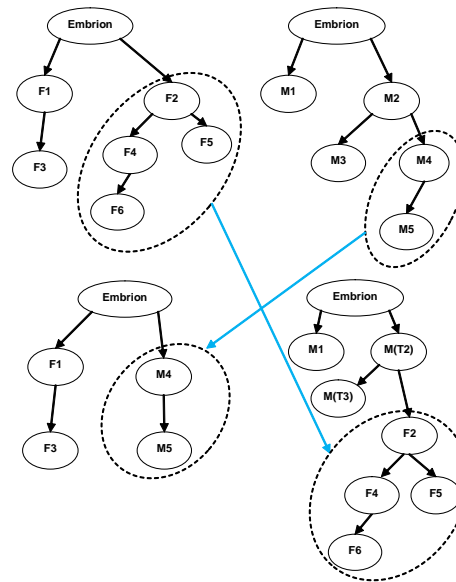 Embrion
F1
F2
F4
F5
F3
F6
Embrion
M1
M2
M3
M4
M5
Embrion
F1
M4
F3
M5
Embrion
M1
M(T2)
M(T3)
F2
F4
F5
F6